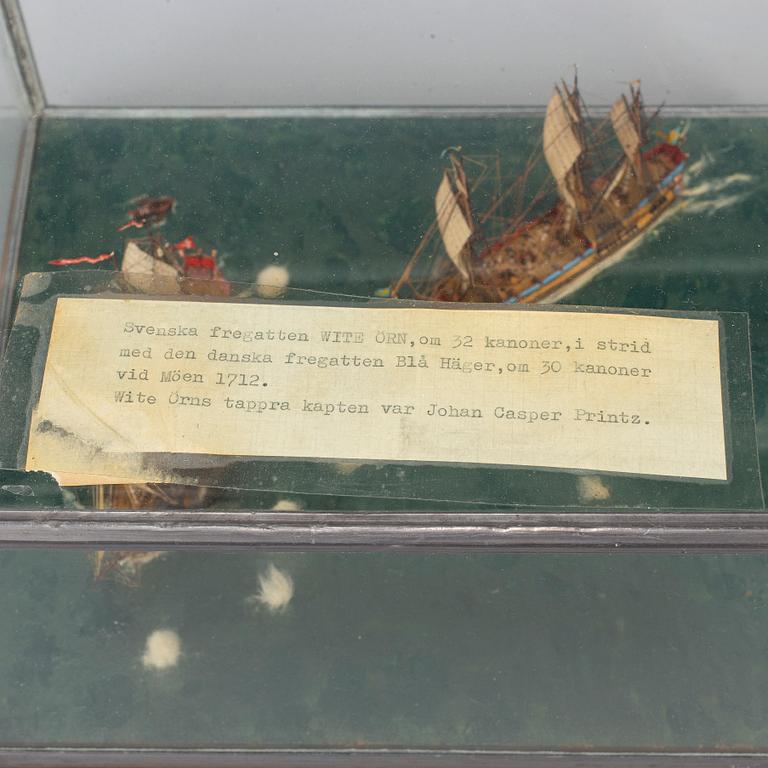 Svenska fregatten WITE ÖRN,om 32 kanoner,i strid
med den danska fregatten Blå Häger,om 30 kanoner
vid Möen 1712.
Wite Örns tappra kapten var Johan Casper Printz.